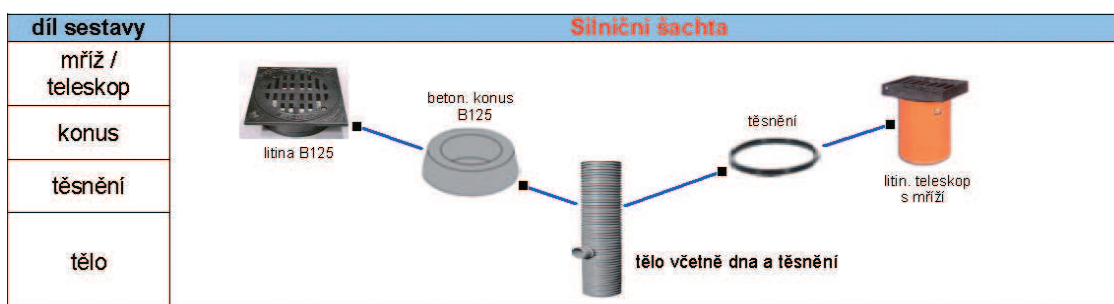 díl sestavy
Silniční šachta
mříž /
teleskop
konus
těsnění
tělo
litina B125
beton. konus
B125
těsnění
litin. teleskop
s mříží
tělo včetně dna a těsnění